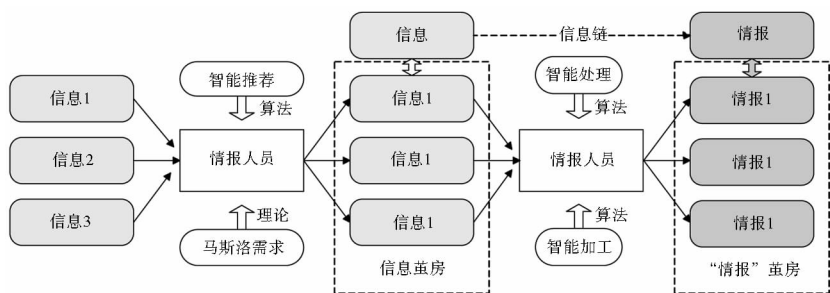 信息
信息链
情报
智能推荐
智能处理
信息1
算法
信息1
算法
情报1
信息2
情报人员
信息1
情报人员
情报1
信息3
理论
信息1
算法
情报1
马斯洛需求
信息茧房
智能加工
“情报”茧房